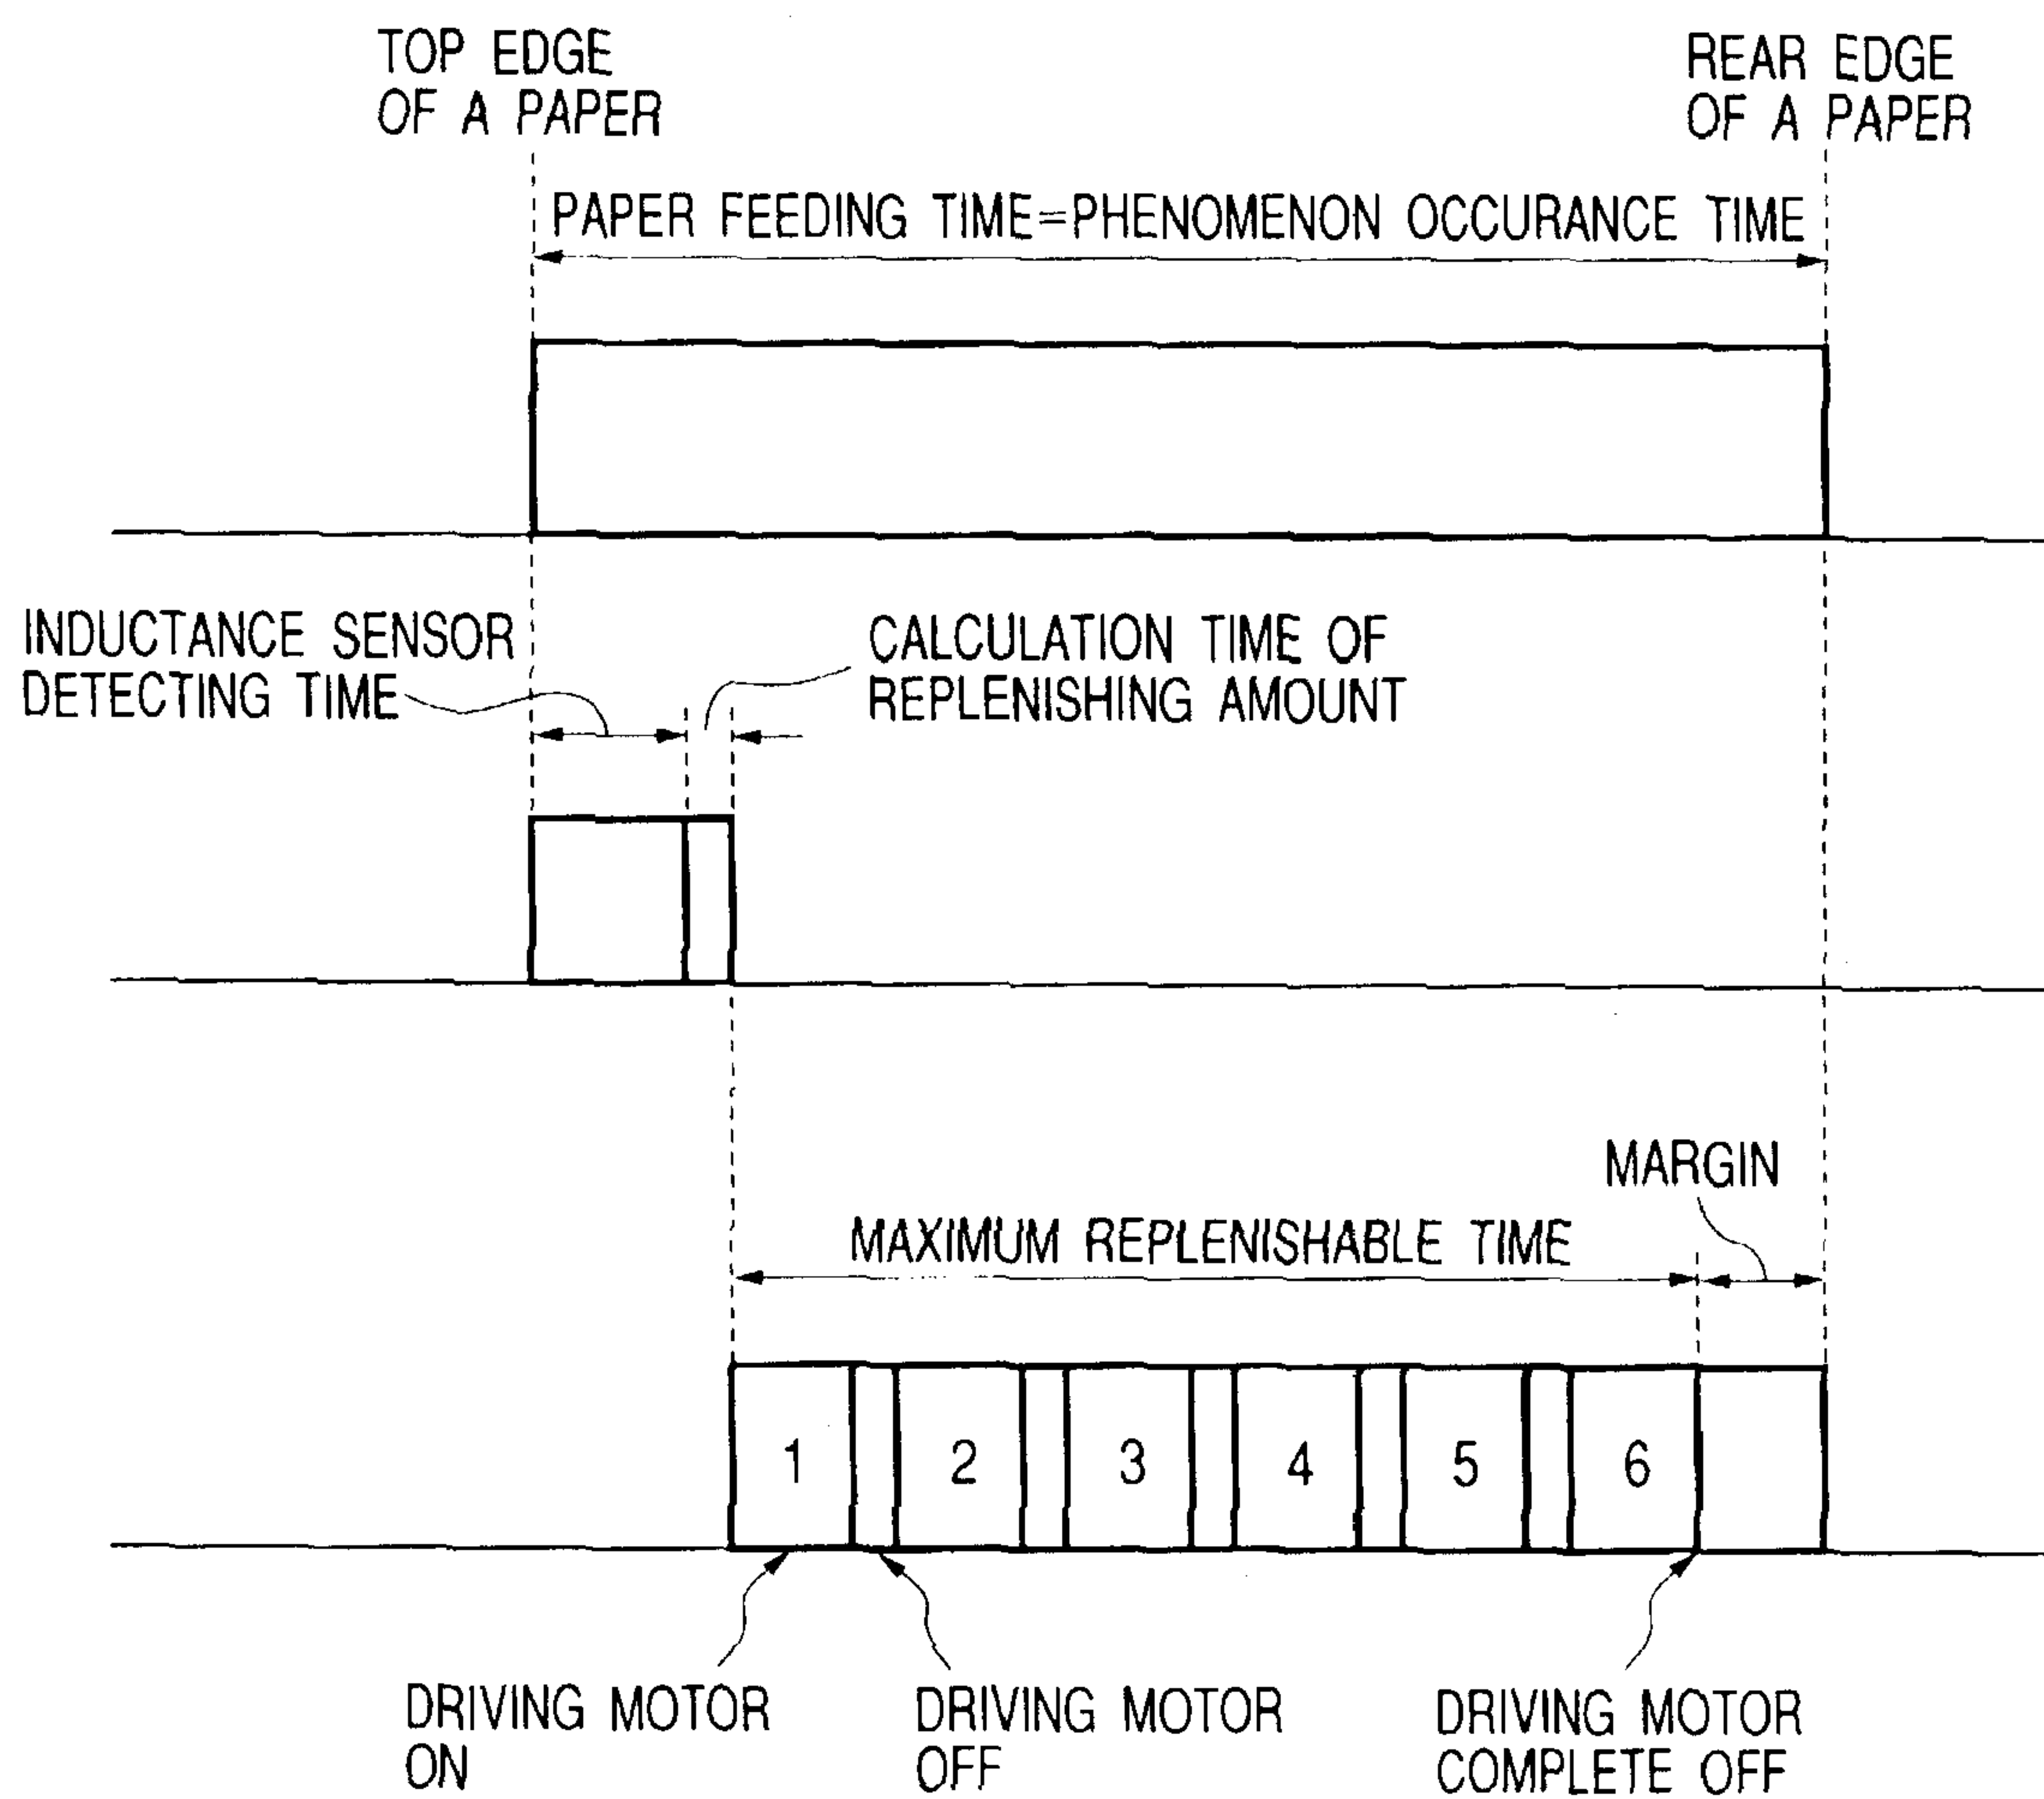 TOP EDGE
OF A PAPER
REAR EDGE
OF A PAPER
PAPER FEEDING TIME=PHENOMENON OCCURANCE TIME
INDUCTANCE SENSOR
DETECTING TIME
CALCULATION TIME OF
REPLENISHING AMOUNT
MARGIN
MAXIMUM REPLENISHABLE TIME
1 2 3 4 5 6
DRIVING MOTOR
ON
DRIVING MOTOR
OFF
DRIVING MOTOR
COMPLETE OFF